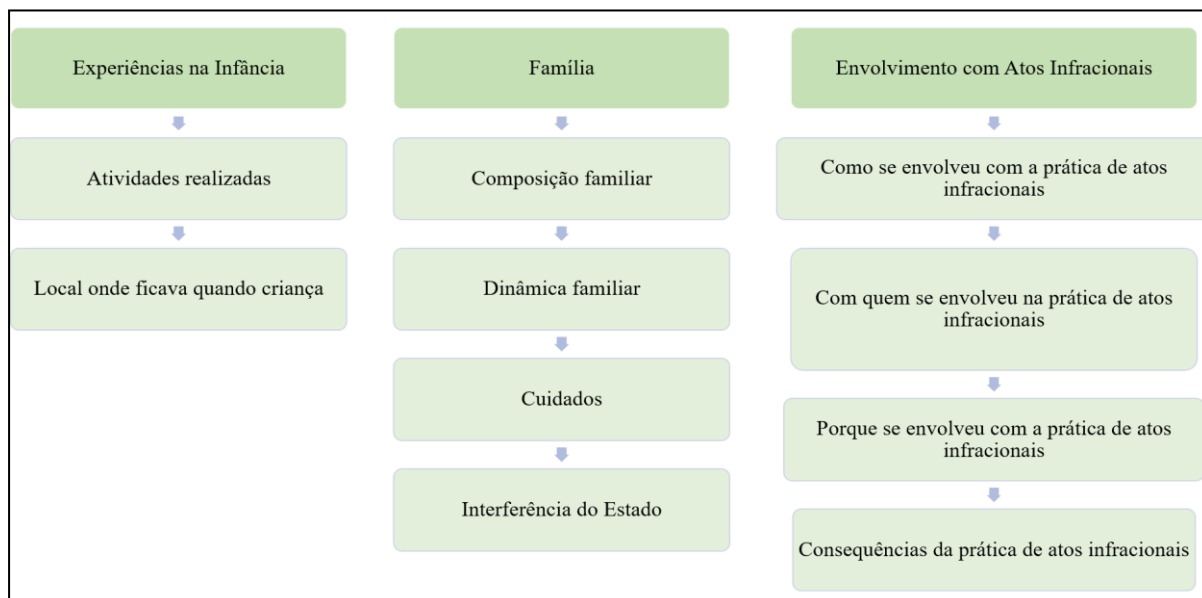 Experiências na Infância
Atividades realizadas
Local onde ficava quando criança
Família
Composição familiar
Dinâmica familiar
Cuidados
Interferência do Estado
Envolvimento com Atos Infracionais
Como se envolveu com a prática de atos
infracionais
Com quem se envolveu na prática de atos
infracionais
Porque se envolveu com a prática de atos
infracionais
Consequências da prática de atos infracionais